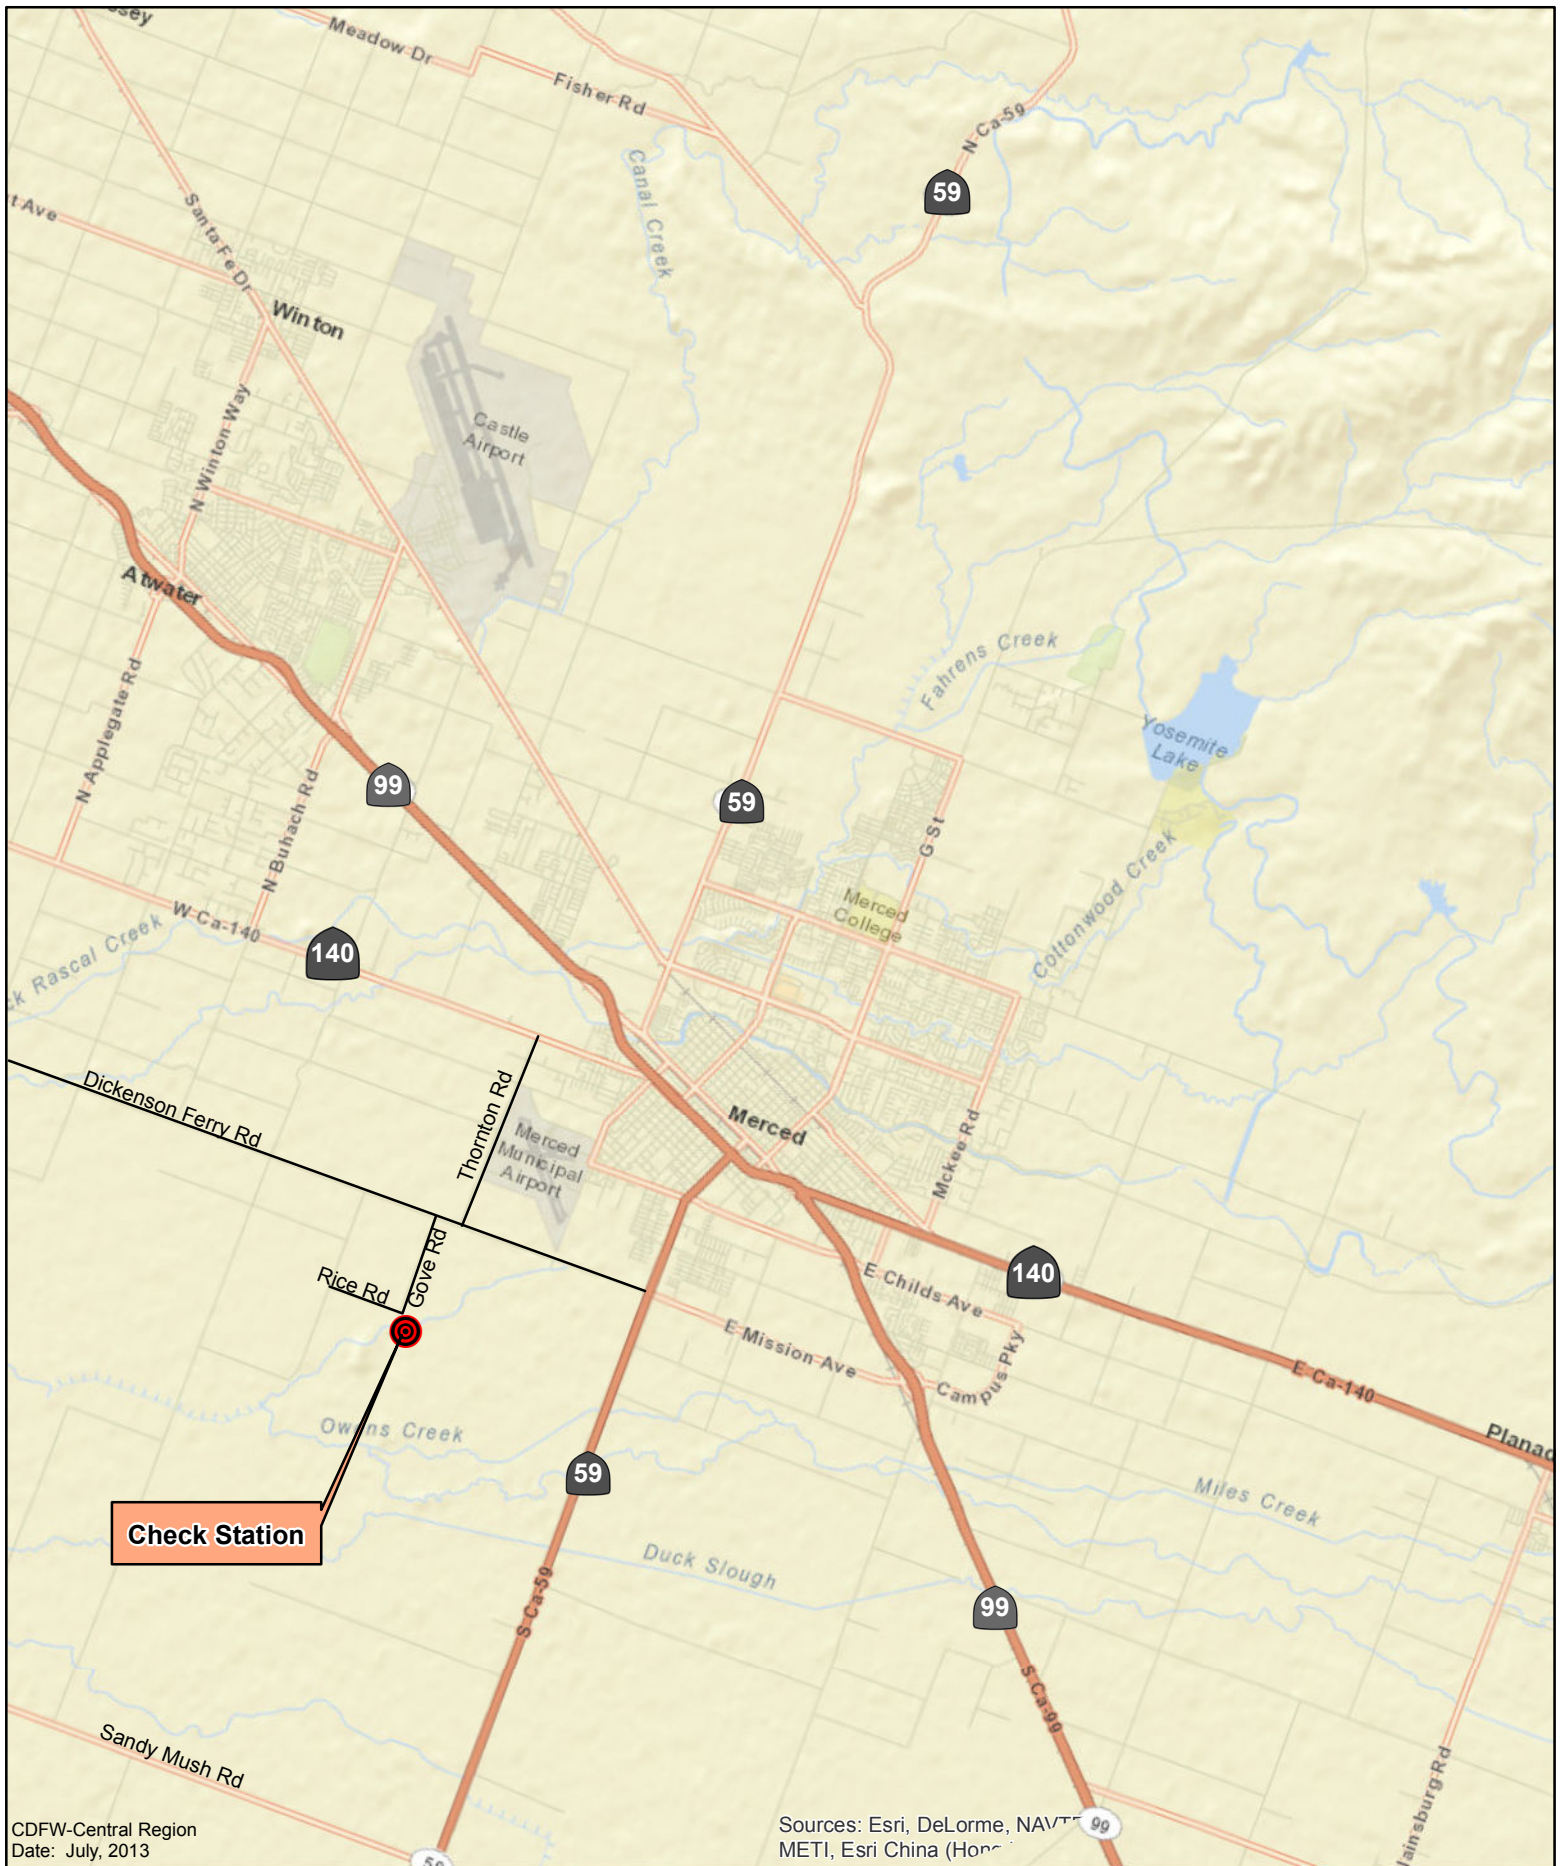 Meadow Dr
Fisher Rd
N Ca-59
59
Canal Creek
Santa Fe Dr
Winton
N Winton Way
Castle
Airport
Atwater
N Applegate Rd
Fahrens Creek
Yosemite
Lake
99
59
N Buhach Rd
G St
Cottonwood Creek
Merced
College
W Ca-140
140
Rascal Creek
Dickenson Ferry Rd
Thornton Rd
Merced
Municipal
Airport
Merced
Mckee Rd
Gove Rd
Rice Rd
E Childs Ave
140
E Mission Ave
Campus Pky
E Ca-140
Owens Creek
59
Planad
Miles Creek
Check Station
Duck Slough
S Ca-59
99
S Ca-99
Sandy Mush Rd
ainsburg Rd
CDFW-Central Region
Date: July, 2013
Sources: Esri, DeLorme,
METI, Esri China
99